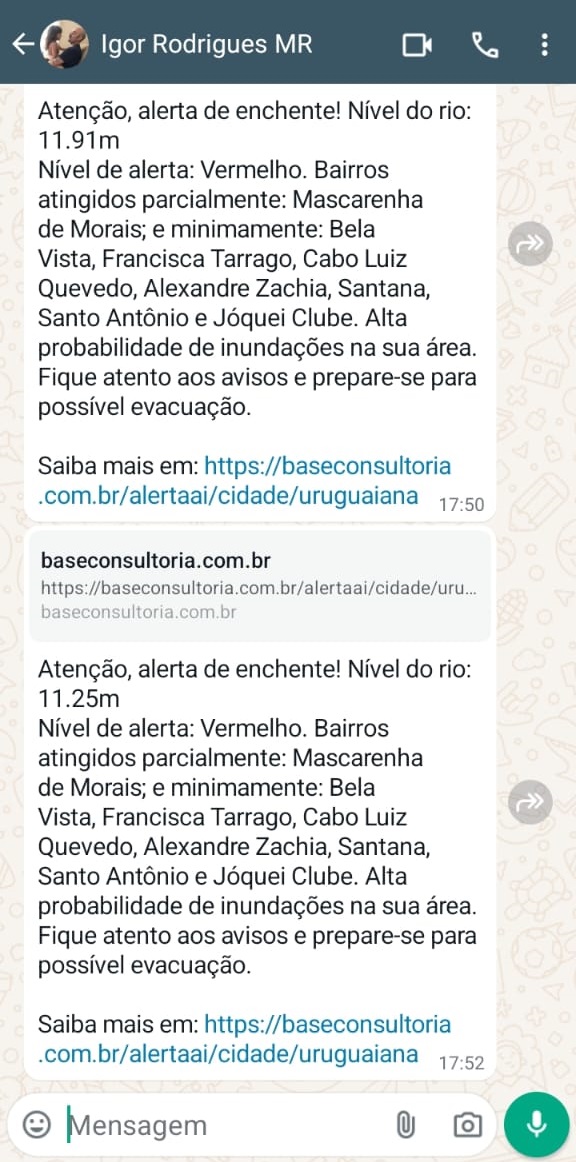 Igor Rodrigues MR
Atenção, alerta de enchente! Nível do rio:
11.91m
Nível de alerta: Vermelho. Bairros
atingidos parcialmente: Mascarenha
de Morais; e minimamente: Bela
Vista, Francisca Tarrago, Cabo Luiz
Quevedo, Alexandre Zachia, Santana,
Santo Antônio e Jóquei Clube. Alta
probabilidade de inundações na sua área.
Fique atento aos avisos e prepare-se para
possível evacuação.
Saiba mais em: https://baseconsultoria
.com.br/alertaai/cidade/uruguaiana 17:50
baseconsultoria.com.br
https://baseconsultoria.com.br/alertaai/cidade/uru...
baseconsultoria.com.br
Atenção, alerta de enchente! Nível do rio:
11.25m
Nível de alerta: Vermelho. Bairros
atingidos parcialmente: Mascarenha
de Morais; e minimamente: Bela
Vista, Francisca Tarrago, Cabo Luiz
Quevedo, Alexandre Zachia, Santana,
Santo Antônio e Jóquei Clube. Alta
probabilidade de inundações na sua área.
Fique atento aos avisos e prepare-se para
possível evacuação.
Saiba mais em: https://baseconsultoria
.com.br/alertaai/cidade/uruguaiana 17:52
Mensagem